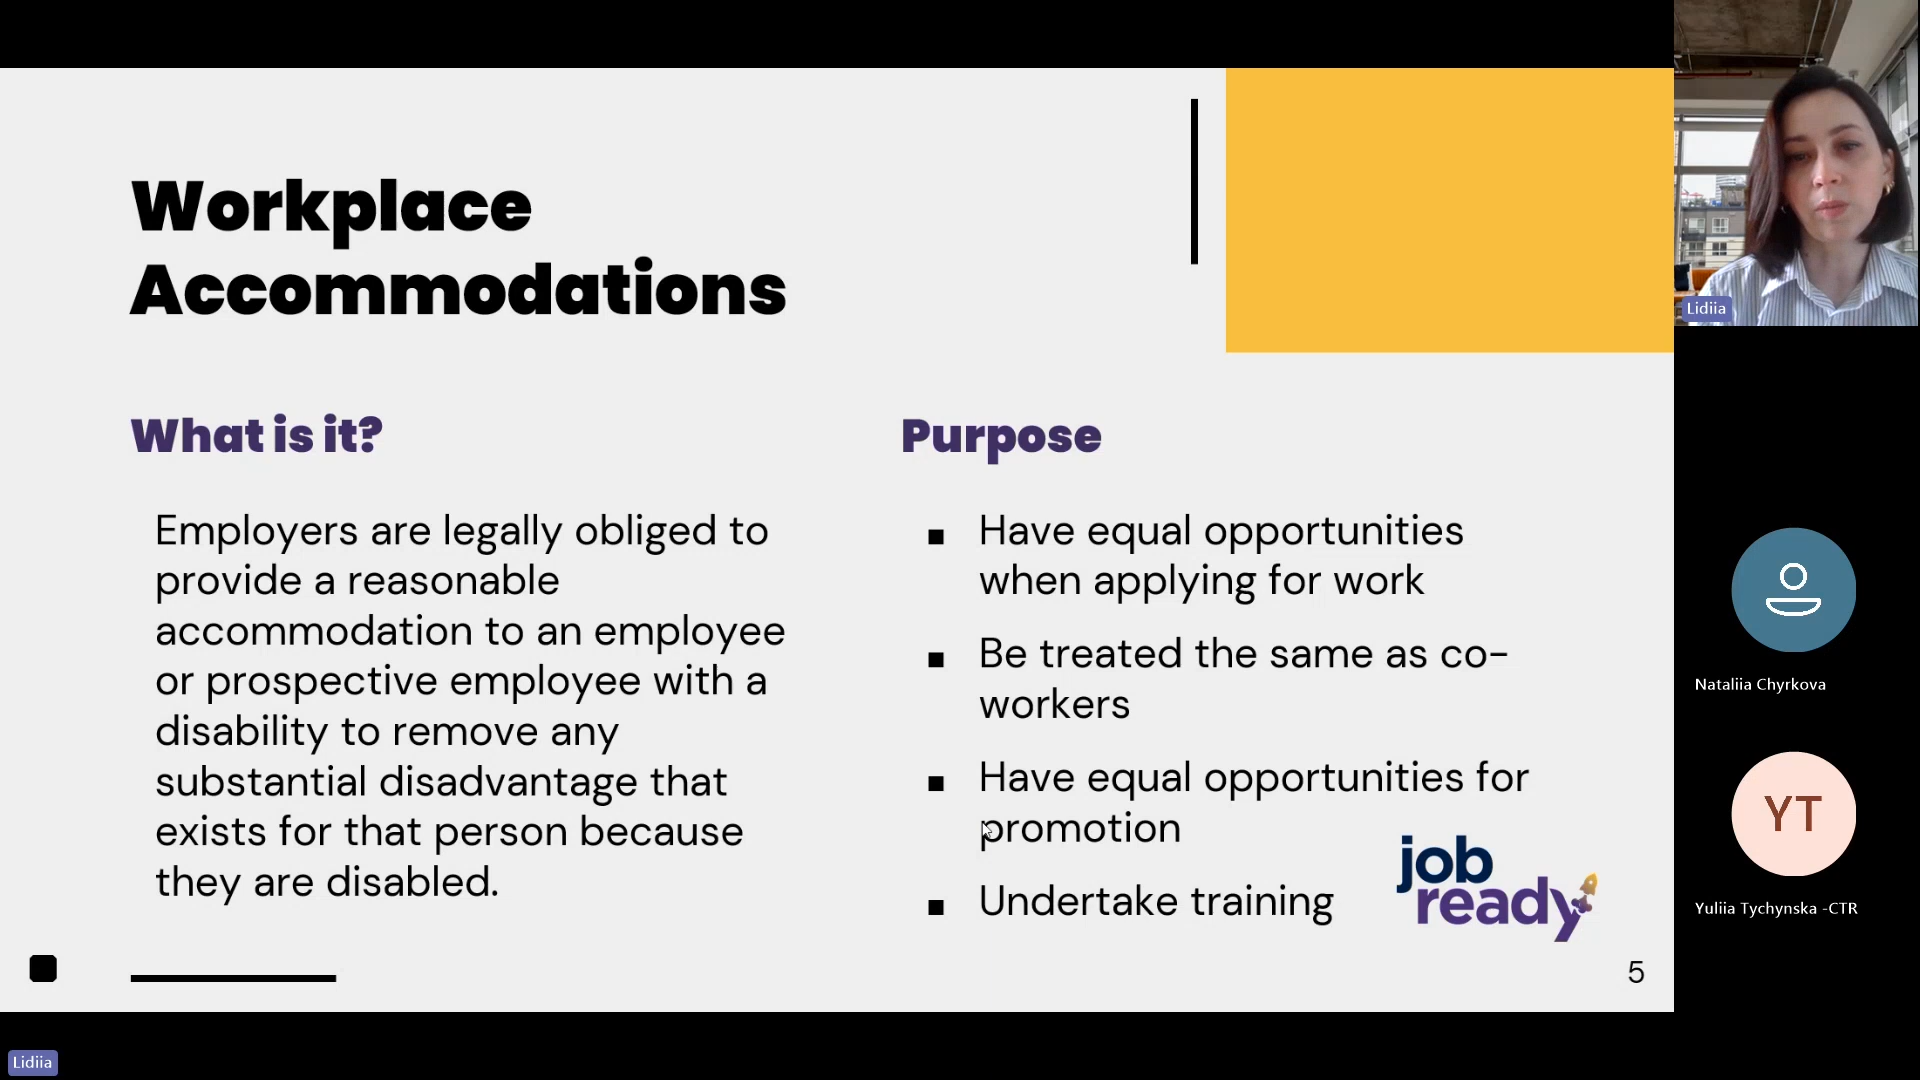 Workplace
Accommodations
What is it?
Employers are legally obliged to
provide a reasonable
accommodation to an employee
or prospective employee with a
disability to remove any
substantial disadvantage that
exists for that person because
they are disabled.
Purpose
Have equal opportunities
when applying for work
Be treated the same as co-
workers
Have equal opportunities for
promotion
Undertake training
job
ready
5
Lidiia
Nataliia Chyrkova
YT
Yuliia Tychynska -CTR
Lidiia